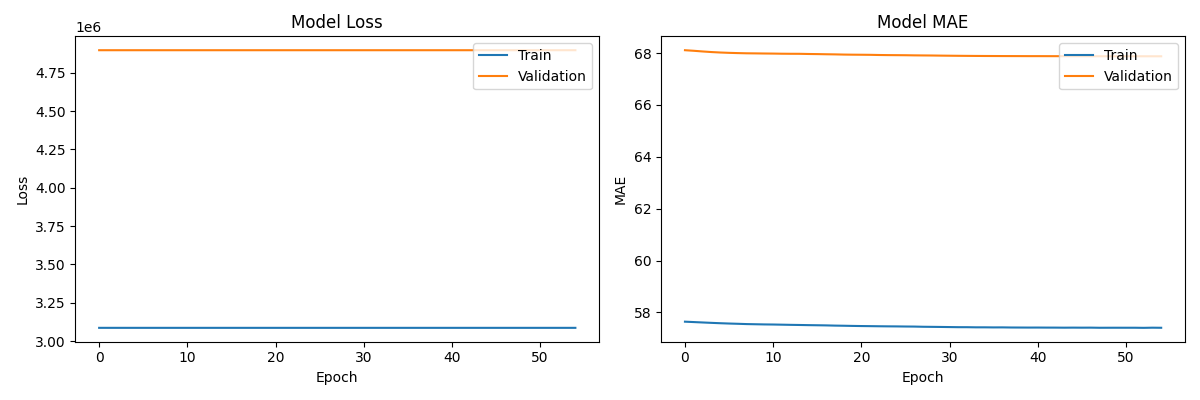 Model Loss
1e6
4.75
4.50
4.25
4.00
3.75
3.50
3.25
3.00
Loss
0 10 20 30 40 50
Epoch
Train
Validation
Model MAE
68
66
64
62
60
58
MAE
0 10 20 30 40 50
Epoch
Train
Validation